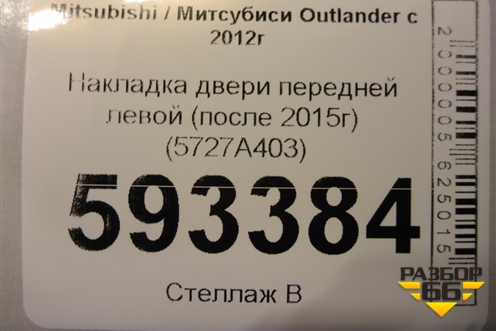 Mitsubishi / Митсубиси Outlander с
2012г
Накладка двери передней
левой (после 2015г)
(5727A403)
593384
Стеллаж В
2000005625015
РАЗБОР
66